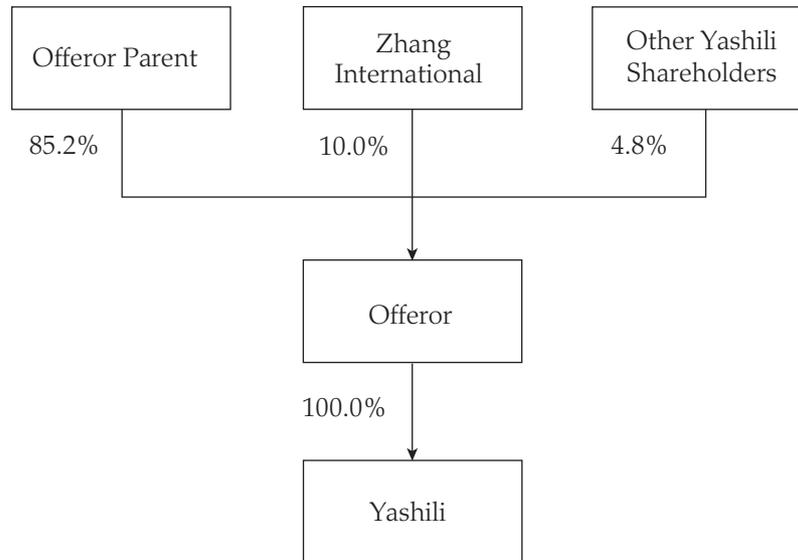 Offeror Parent
Zhang
International
Other Yashili
Shareholders
85.2%
10.0%
4.8%
Offeror
100.0%
Yashili